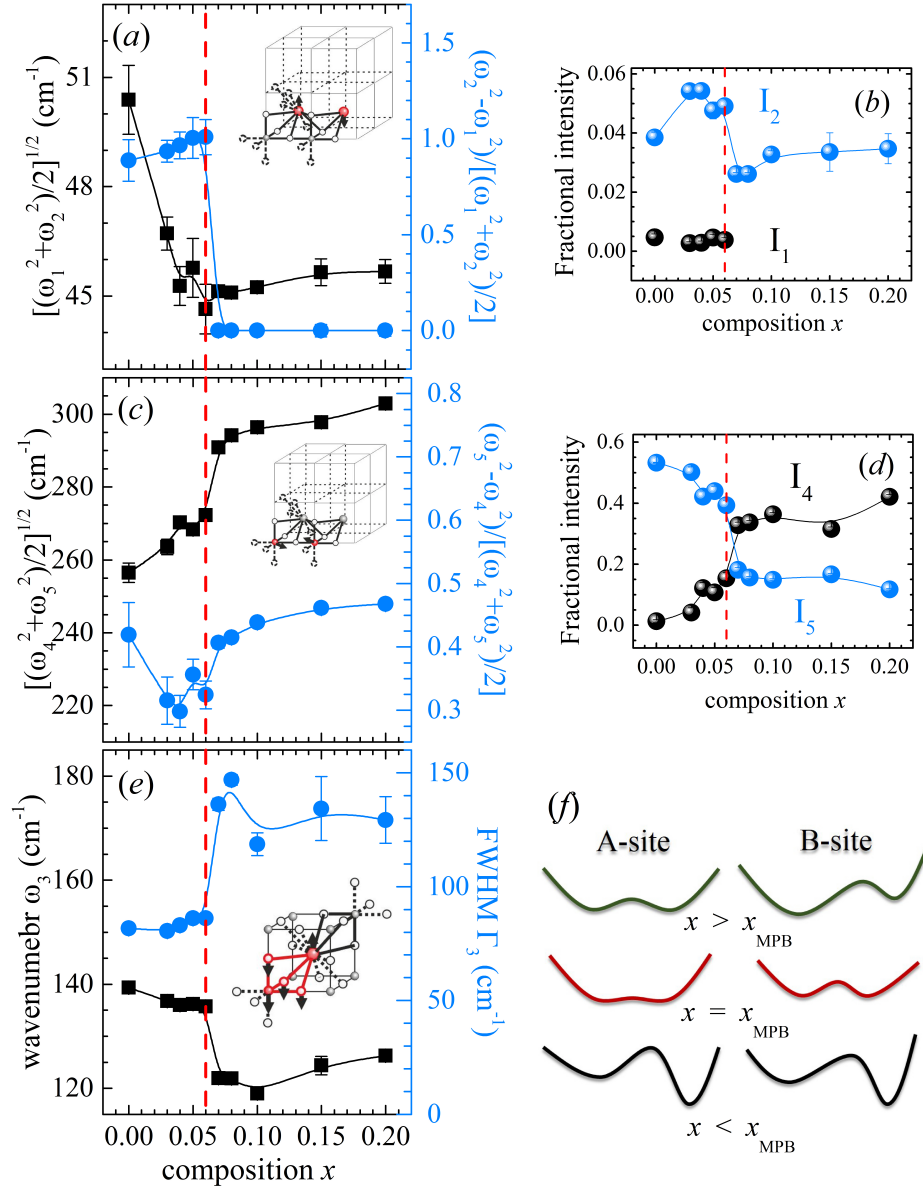 (a)
[(ω₁²+ω₂²)/2]^1/2 (cm⁻¹)
51
48
45
1.5
1.0
0.5
0.0
(ω₂²-ω₁²)/[(ω₁²+ω₂²)/2]
(b)
Fractional intensity
0.06
0.04
0.02
0.00
I₂
I₁
0.00 0.05 0.10 0.15 0.20
composition x
(c)
[(ω₄²+ω₅²)/2]^1/2 (cm⁻¹)
300
280
260
240
220
0.8
0.7
0.6
0.5
0.4
0.3
(ω₅²-ω₄²)/[(ω₄²+ω₅²)/2]
(d)
Fractional intensity
0.6
0.4
0.2
0.0
I₄
I₅
0.00 0.05 0.10 0.15 0.20
composition x
(e)
wavenumebr ω₃ (cm⁻¹)
180
160
140
120
150
100
50
0
FWHM Γ₃ (cm⁻¹)
0.00 0.05 0.10 0.15 0.20
composition x
(f)
A-site B-site
x > x_MPB
x = x_MPB
x < x_MPB